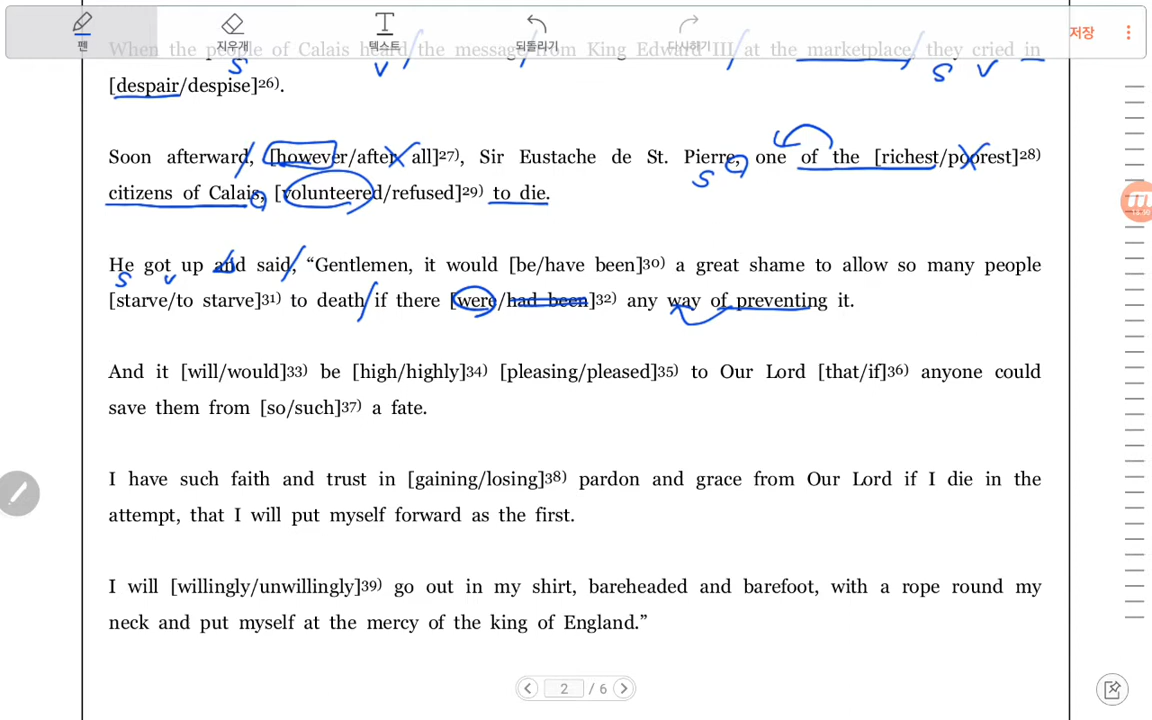 펜 지우개 텍스트 되돌리기 다시하기 저장
When the people of Calais heard the message from King Edward III at the marketplace, they cried in
[despair/despise]26).
Soon afterward, [however/after all]27), Sir Eustache de St. Pierre, one of the [richest/poorest]28)
citizens of Calais, [volunteered/refused]29) to die.
He got up and said, “Gentlemen, it would [be/have been]30) a great shame to allow so many people
[starve/to starve]31) to death if there [were/had been]32) any way of preventing it.
And it [will/would]33) be [high/highly]34) [pleasing/pleased]35) to Our Lord [that/if]36) anyone could
save them from [so/such]37) a fate.
I have such faith and trust in [gaining/losing]38) pardon and grace from Our Lord if I die in the
attempt, that I will put myself forward as the first.
I will [willingly/unwillingly]39) go out in my shirt, bareheaded and barefoot, with a rope round my
neck and put myself at the mercy of the king of England.”
2 / 6